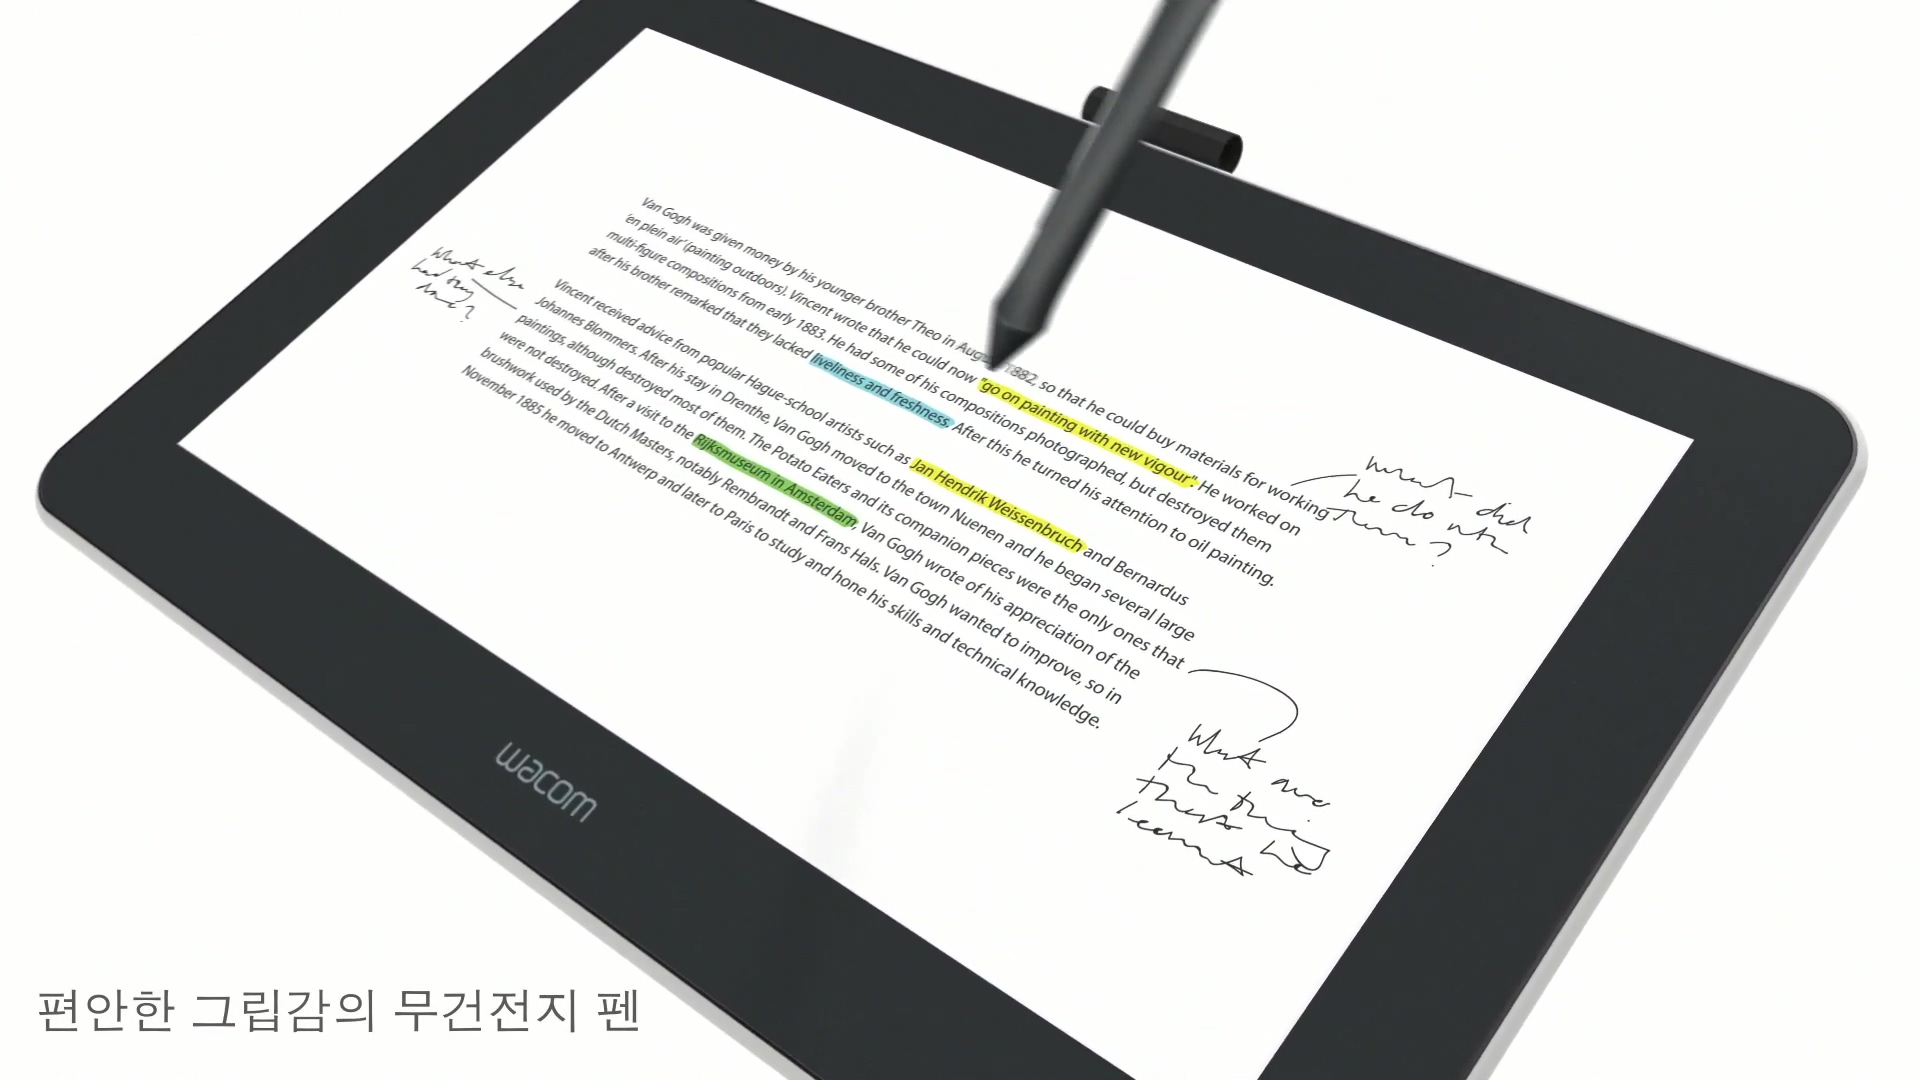 Van Gogh was given money by his younger brother Theo in August 1882, so that he could buy materials for working
'en plein air' (painting outdoors). Vincent wrote that he could now "go on painting with new vigour". He worked on
multi-figure compositions from early 1883. He had some of his compositions photographed, but destroyed them
after his brother remarked that they lacked liveliness and freshness. After this he turned his attention to oil painting.
Vincent received advice from popular Hague-school artists such as Jan Hendrik Weissenbruch and Bernardus
Johannes Blommers. After his stay in Drenthe, Van Gogh moved to the town Nuenen and he began several large
paintings, although destroyed most of them. The Potato Eaters and its companion pieces were the only ones that
were not destroyed. After a visit to the Rijksmuseum in Amsterdam, Van Gogh wrote of his appreciation of the
brushwork used by the Dutch Masters, notably Rembrandt and Frans Hals. Van Gogh wanted to improve, so in
November 1885 he moved to Antwerp and later to Paris to study and hone his skills and technical knowledge.
What else
had
what did
he do
?
What are
the
that he
learnt
wacom
편안한 그립감의 무건전지 펜